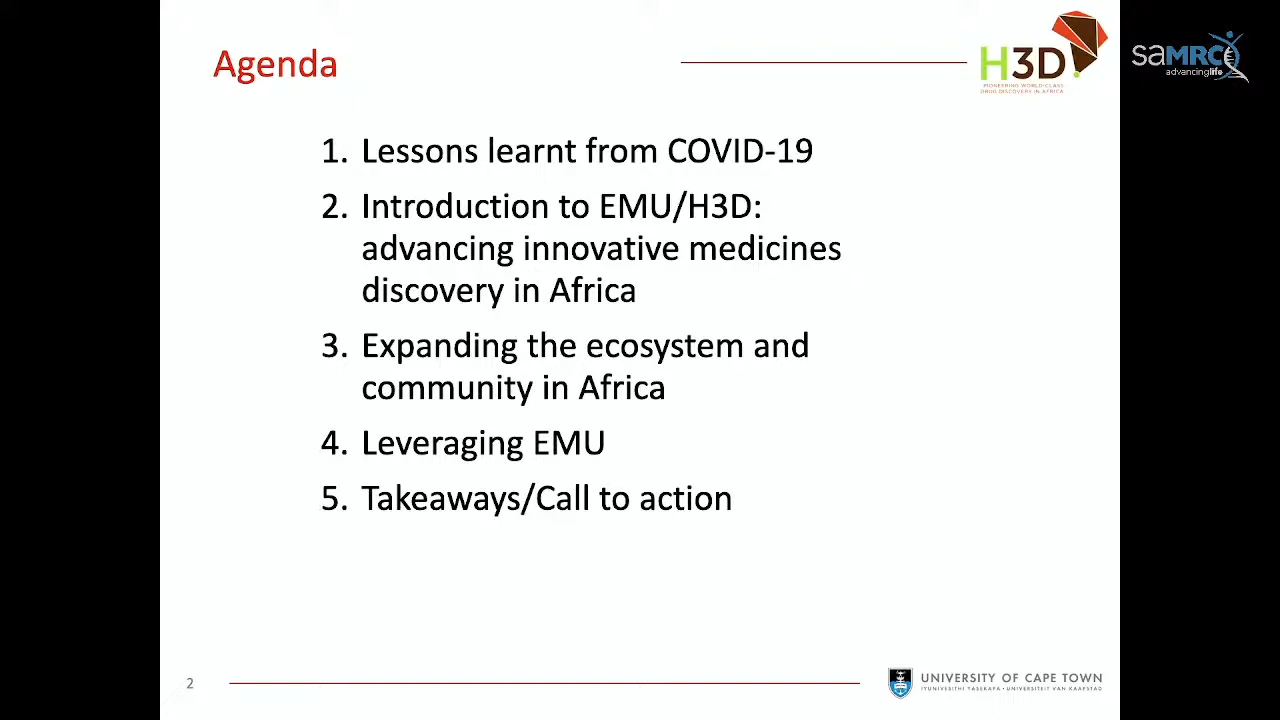 Agenda
H3D
PIONEERING WORLD-CLASS
DRUG DISCOVERY IN AFRICA
saMRC
advancinglife
1. Lessons learnt from COVID-19
2. Introduction to EMU/H3D:
advancing innovative medicines
discovery in Africa
3. Expanding the ecosystem and
community in Africa
4. Leveraging EMU
5. Takeaways/Call to action
2
UNIVERSITY OF CAPE TOWN
IYUNIVESITHI YASEKAPA • UNIVERSITEIT VAN KAAPSTAD